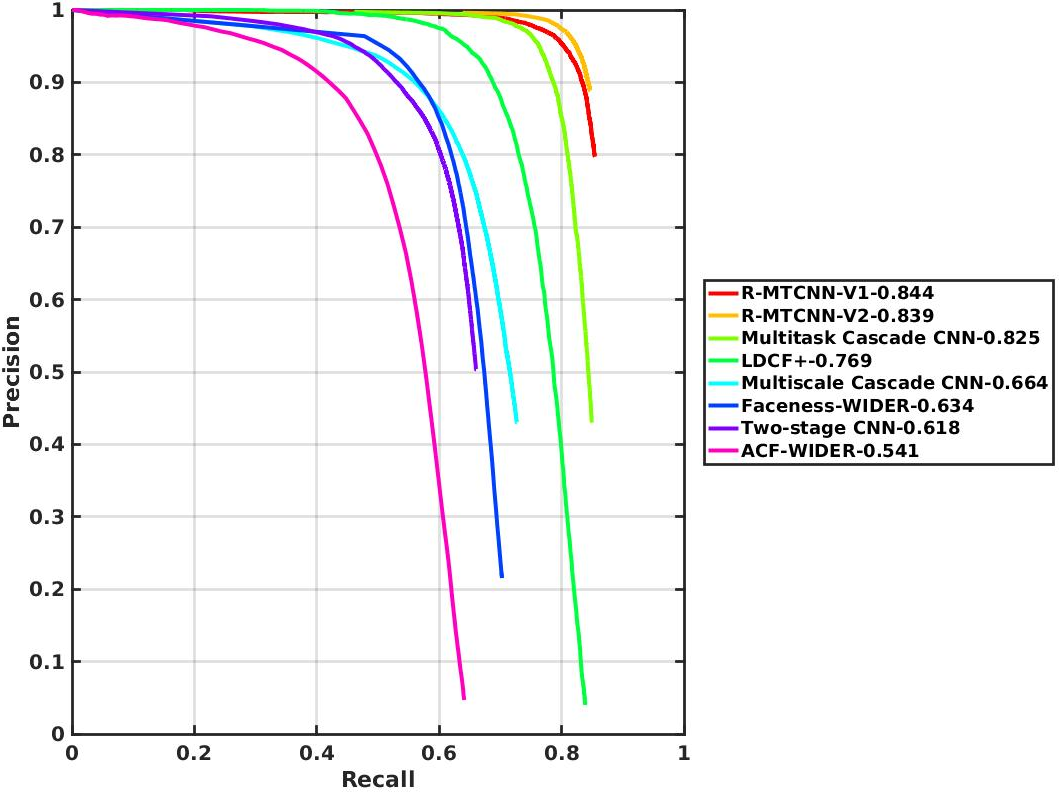 1
0.9
0.8
0.7
0.6
0.5
0.4
0.3
0.2
0.1
0
Precision
0 0.2 0.4 0.6 0.8 1
Recall
R-MTCNN-V1-0.844
R-MTCNN-V2-0.839
Multitask Cascade CNN-0.825
LDCF+-0.769
Multiscale Cascade CNN-0.664
Faceness-WIDER-0.634
Two-stage CNN-0.618
ACF-WIDER-0.541